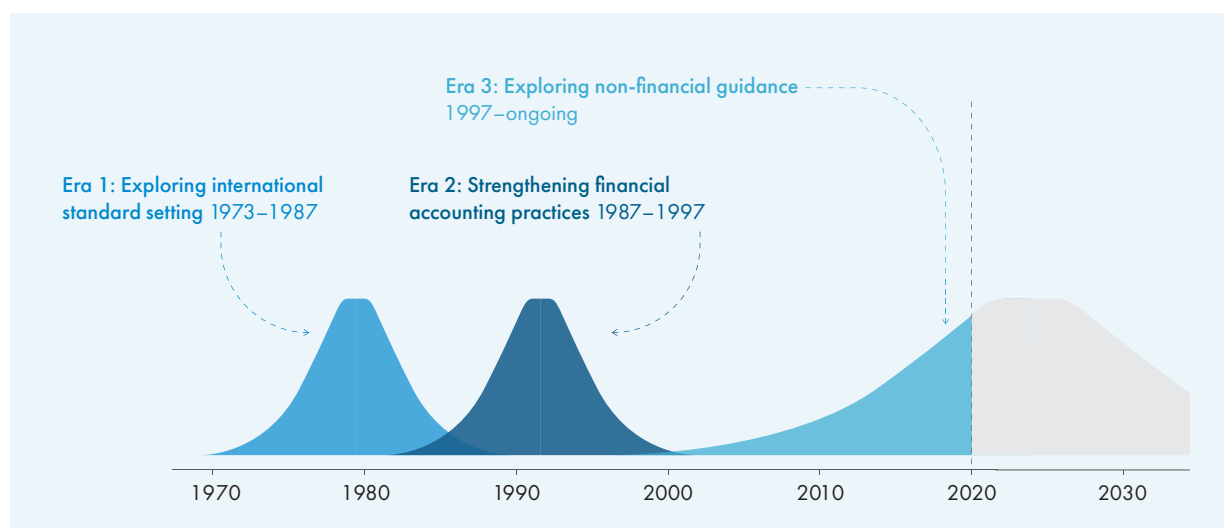 Era 3: Exploring non-financial guidance
1997–ongoing
Era 1: Exploring international
standard setting 1973–1987
Era 2: Strengthening financial
accounting practices 1987–1997
1970 1980 1990 2000 2010 2020 2030